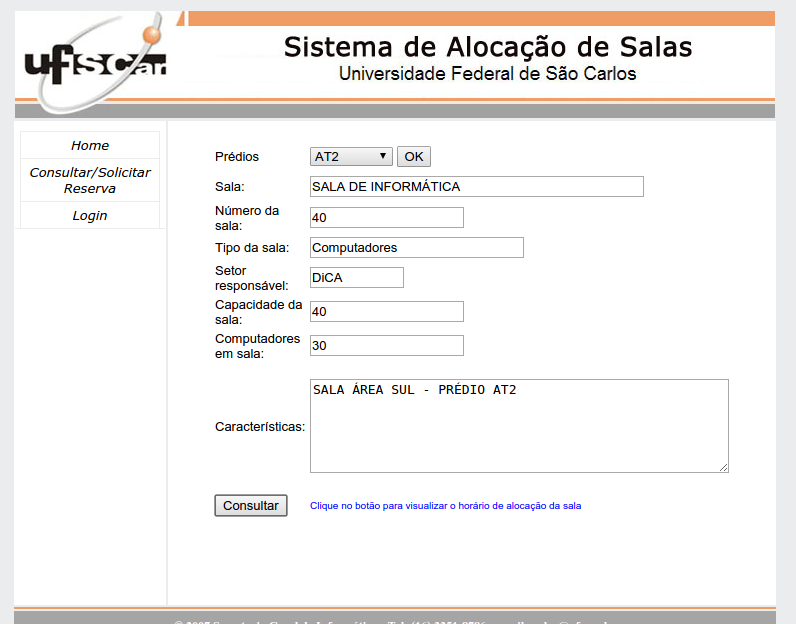 ufscar
Sistema de Alocação de Salas
Universidade Federal de São Carlos
Home
Consultar/Solicitar
Reserva
Login
Prédios AT2 OK
Sala: SALA DE INFORMÁTICA
Número da
sala: 40
Tipo da sala: Computadores
Setor
responsável: DiCA
Capacidade da
sala: 40
Computadores
em sala: 30
Características: SALA ÁREA SUL - PRÉDIO AT2
Consultar Clique no botão para visualizar o horário de alocação da sala